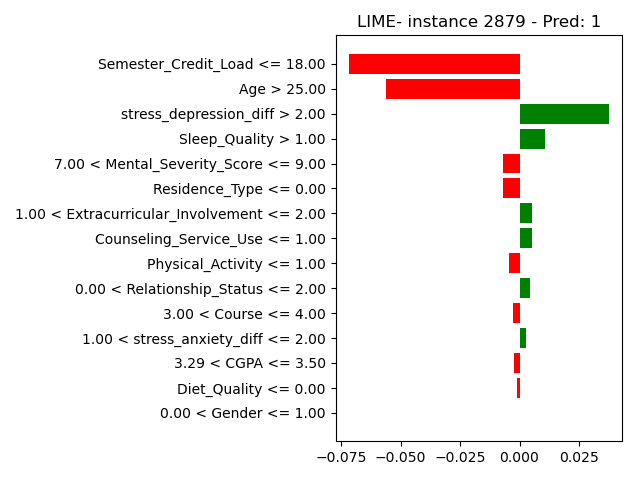 LIME- instance 2879 - Pred: 1
Semester_Credit_Load <= 18.00
Age > 25.00
stress_depression_diff > 2.00
Sleep_Quality > 1.00
7.00 < Mental_Severity_Score <= 9.00
Residence_Type <= 0.00
1.00 < Extracurricular_Involvement <= 2.00
Counseling_Service_Use <= 1.00
Physical_Activity <= 1.00
0.00 < Relationship_Status <= 2.00
3.00 < Course <= 4.00
1.00 < stress_anxiety_diff <= 2.00
3.29 < CGPA <= 3.50
Diet_Quality <= 0.00
0.00 < Gender <= 1.00
−0.075 −0.050 −0.025 0.000 0.025